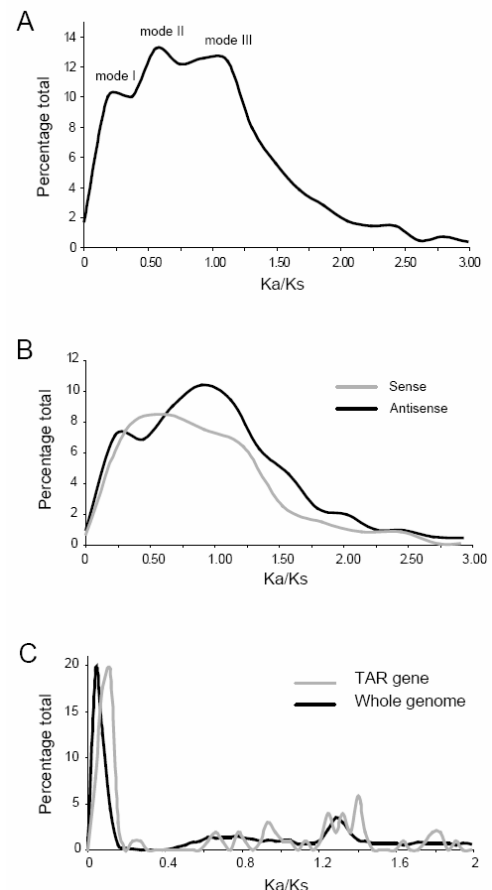 A
mode I
mode II
mode III
Percentage total
14
12
10
8
6
4
2
0
0
0.50
1.00
1.00
2.00
2.50
3.00
Ka/Ks
B
Sense
Antisense
Percentage total
12
10
8
6
4
2
0
0
0.50
1.00
1.50
2.00
2.50
3.00
Ka/Ks
C
TAR gene
Whole genome
Percentage total
20
15
10
5
0
0
0.4
0.8
1.2
1.6
2
Ka/Ks